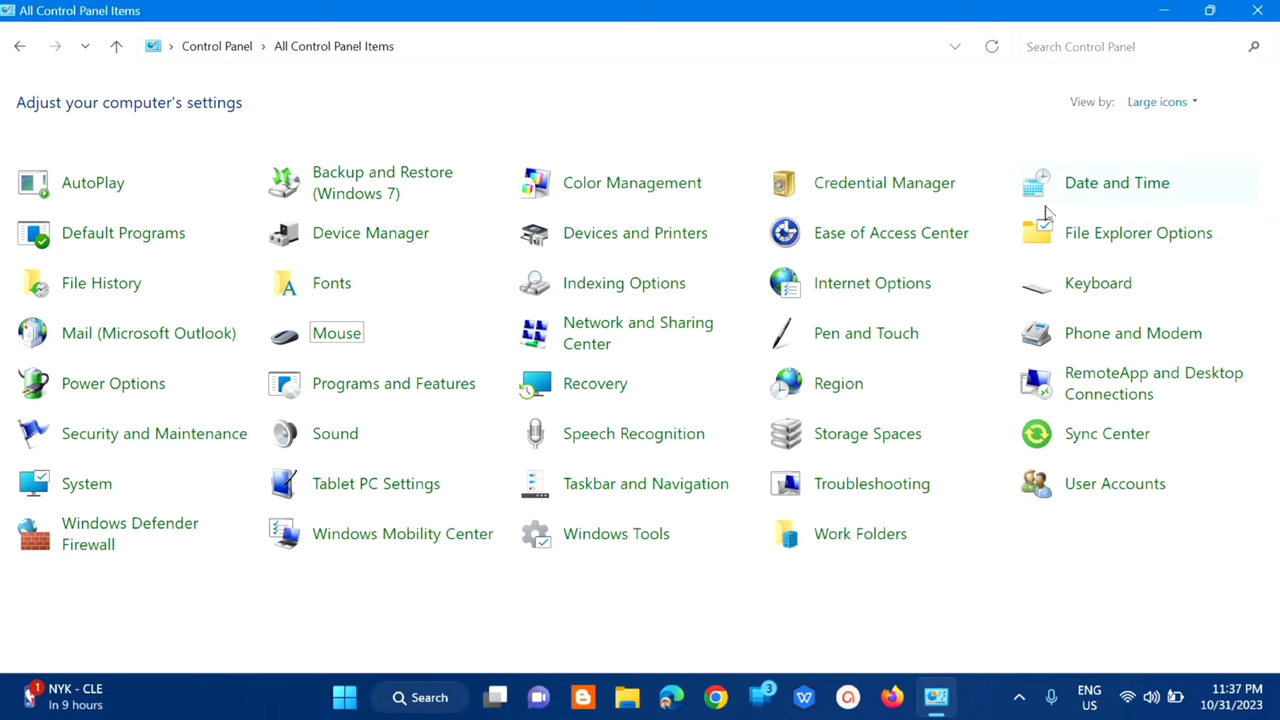 All Control Panel Items
Control Panel > All Control Panel Items
Search Control Panel
Adjust your computer's settings
View by: Large icons
AutoPlay
Backup and Restore
(Windows 7)
Color Management
Credential Manager
Date and Time
Default Programs
Device Manager
Devices and Printers
Ease of Access Center
File Explorer Options
File History
Fonts
Indexing Options
Internet Options
Keyboard
Mail (Microsoft Outlook)
Mouse
Network and Sharing
Center
Pen and Touch
Phone and Modem
Power Options
Programs and Features
Recovery
Region
RemoteApp and Desktop
Connections
Security and Maintenance
Sound
Speech Recognition
Storage Spaces
Sync Center
System
Tablet PC Settings
Taskbar and Navigation
Troubleshooting
User Accounts
Windows Defender
Firewall
Windows Mobility Center
Windows Tools
Work Folders
1
NYK - CLE
In 9 hours
Search
3
ENG
US
11:37 PM
10/31/2023